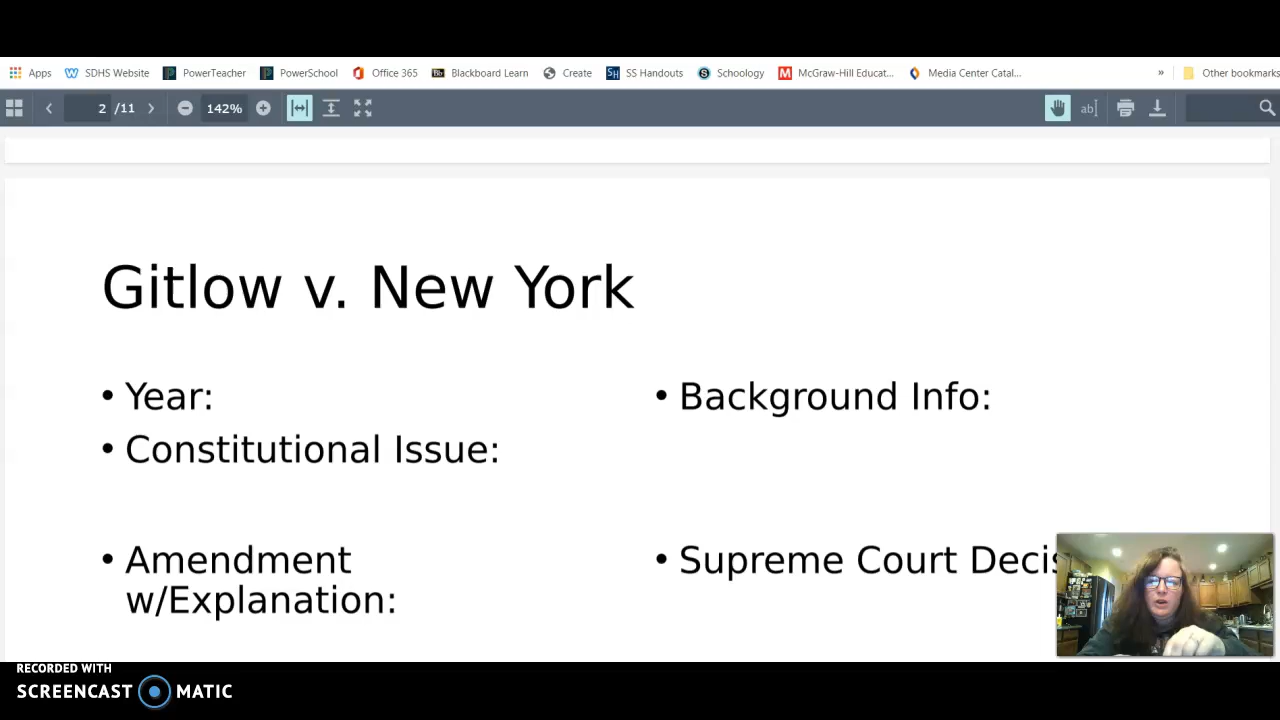 Apps SDHS Website PowerTeacher PowerSchool Office 365 Blackboard Learn Create SS Handouts Schoology McGraw-Hill Educat... Media Center Catal... » Other bookmarks
2 /11 142% ab
Gitlow v. New York
• Year:
• Constitutional Issue:
• Amendment
w/Explanation:
• Background Info:
• Supreme Court Decis
RECORDED WITH
SCREENCAST MATIC